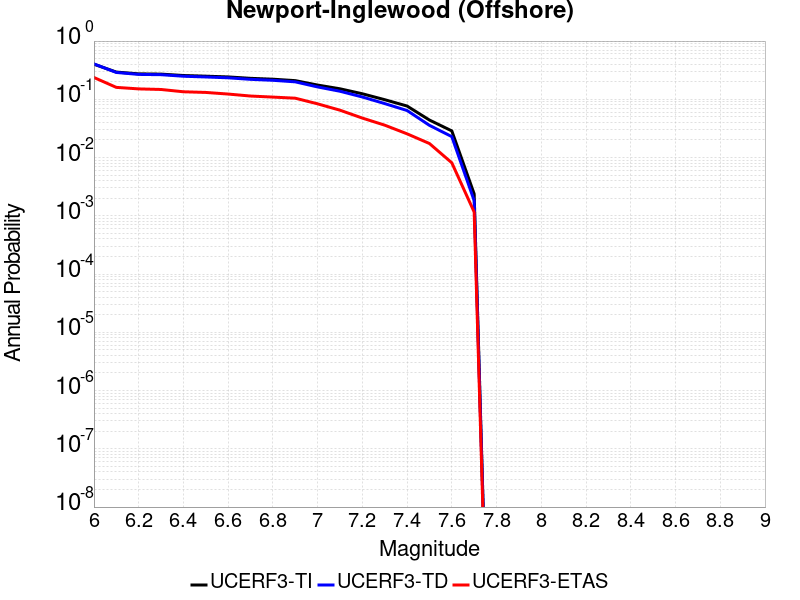 Newport-Inglewood (Offshore)
10^0
10^-1
10^-2
10^-3
10^-4
10^-5
10^-6
10^-7
10^-8
Annual Probability
6 6.2 6.4 6.6 6.8 7 7.2 7.4 7.6 7.8 8 8.2 8.4 8.6 8.8 9
Magnitude
UCERF3-TI UCERF3-TD UCERF3-ETAS